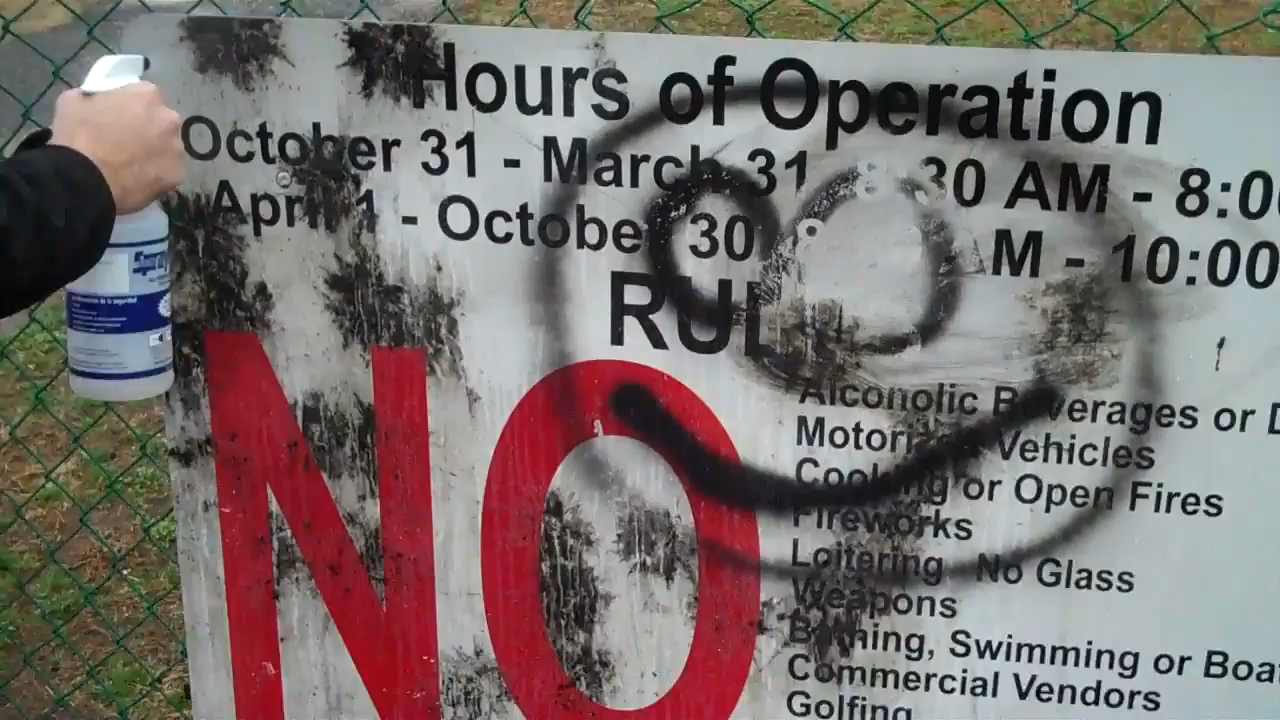 Hours of Operation
October 31 - March 31 8:30 AM - 8:0
April 1 - October 30 M - 10:00
RUL
NO
Alcoholic Beverages or D
Motorized Vehicles
Cooking or Open Fires
Fireworks
Loitering No Glass
Weapons
Bathing, Swimming or Boa
Commercial Vendors
Golfing